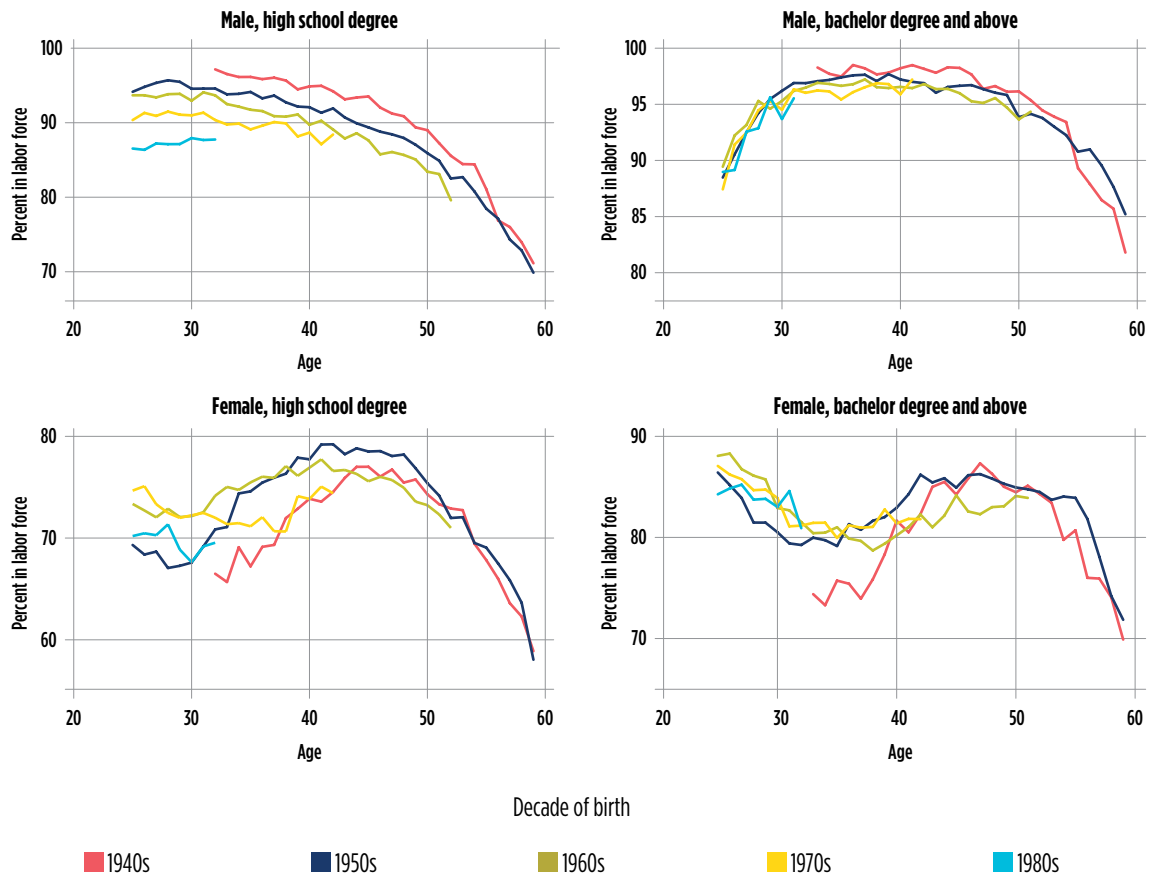 Male, high school degree
100
90
80
70
Percent in labor force
20 30 40 50 60
Age
Male, bachelor degree and above
100
95
90
85
80
Percent in labor force
20 30 40 50 60
Age
Female, high school degree
80
70
60
Percent in labor force
20 30 40 50 60
Age
Female, bachelor degree and above
90
80
70
Percent in labor force
20 30 40 50 60
Age
Decade of birth
1940s 1950s 1960s 1970s 1980s